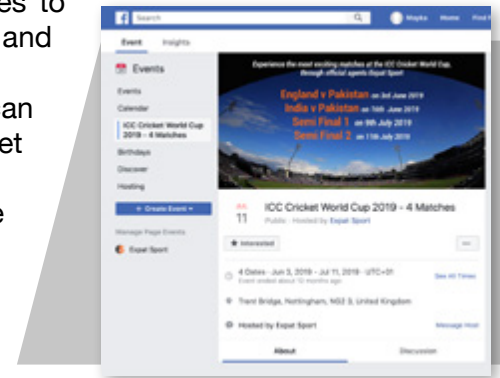 es to
and
can
et
e
f Search
Mayka Home Find F
Event Insights
Events
Events
Calendar
ICC Cricket World Cup
2019 - 4 Matches
Birthdays
Discover
Hosting
+ Create Event
Manage Page Events
Expat Sport
Experience the most exciting matches at the ICC Cricket World Cup,
through official agents Expat Sport
England v Pakistan on 3rd June 2019
India v Pakistan on 16th June 2019
Semi Final 1 on 9th July 2019
Semi Final 2 on 11th July 2019
JUL
11
ICC Cricket World Cup 2019 - 4 Matches
Public · Hosted by Expat Sport
Interested
4 Dates · Jun 3, 2019 - Jul 11, 2019 · UTC+01
See All Times
Event ended about 12 months ago
Trent Bridge, Nottingham, NG2 3, United Kingdom
Hosted by Expat Sport
Message Host
About
Discussion